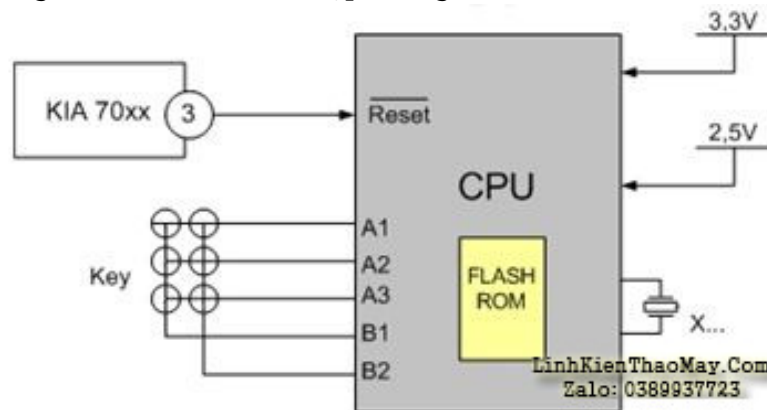 3,3V
KIA 70xx
3
Reset
2,5V
CPU
A1
A2
A3
B1
B2
Key
FLASH
ROM
X...
LinhKienThaoMay.Com
Zalo: 0389937723